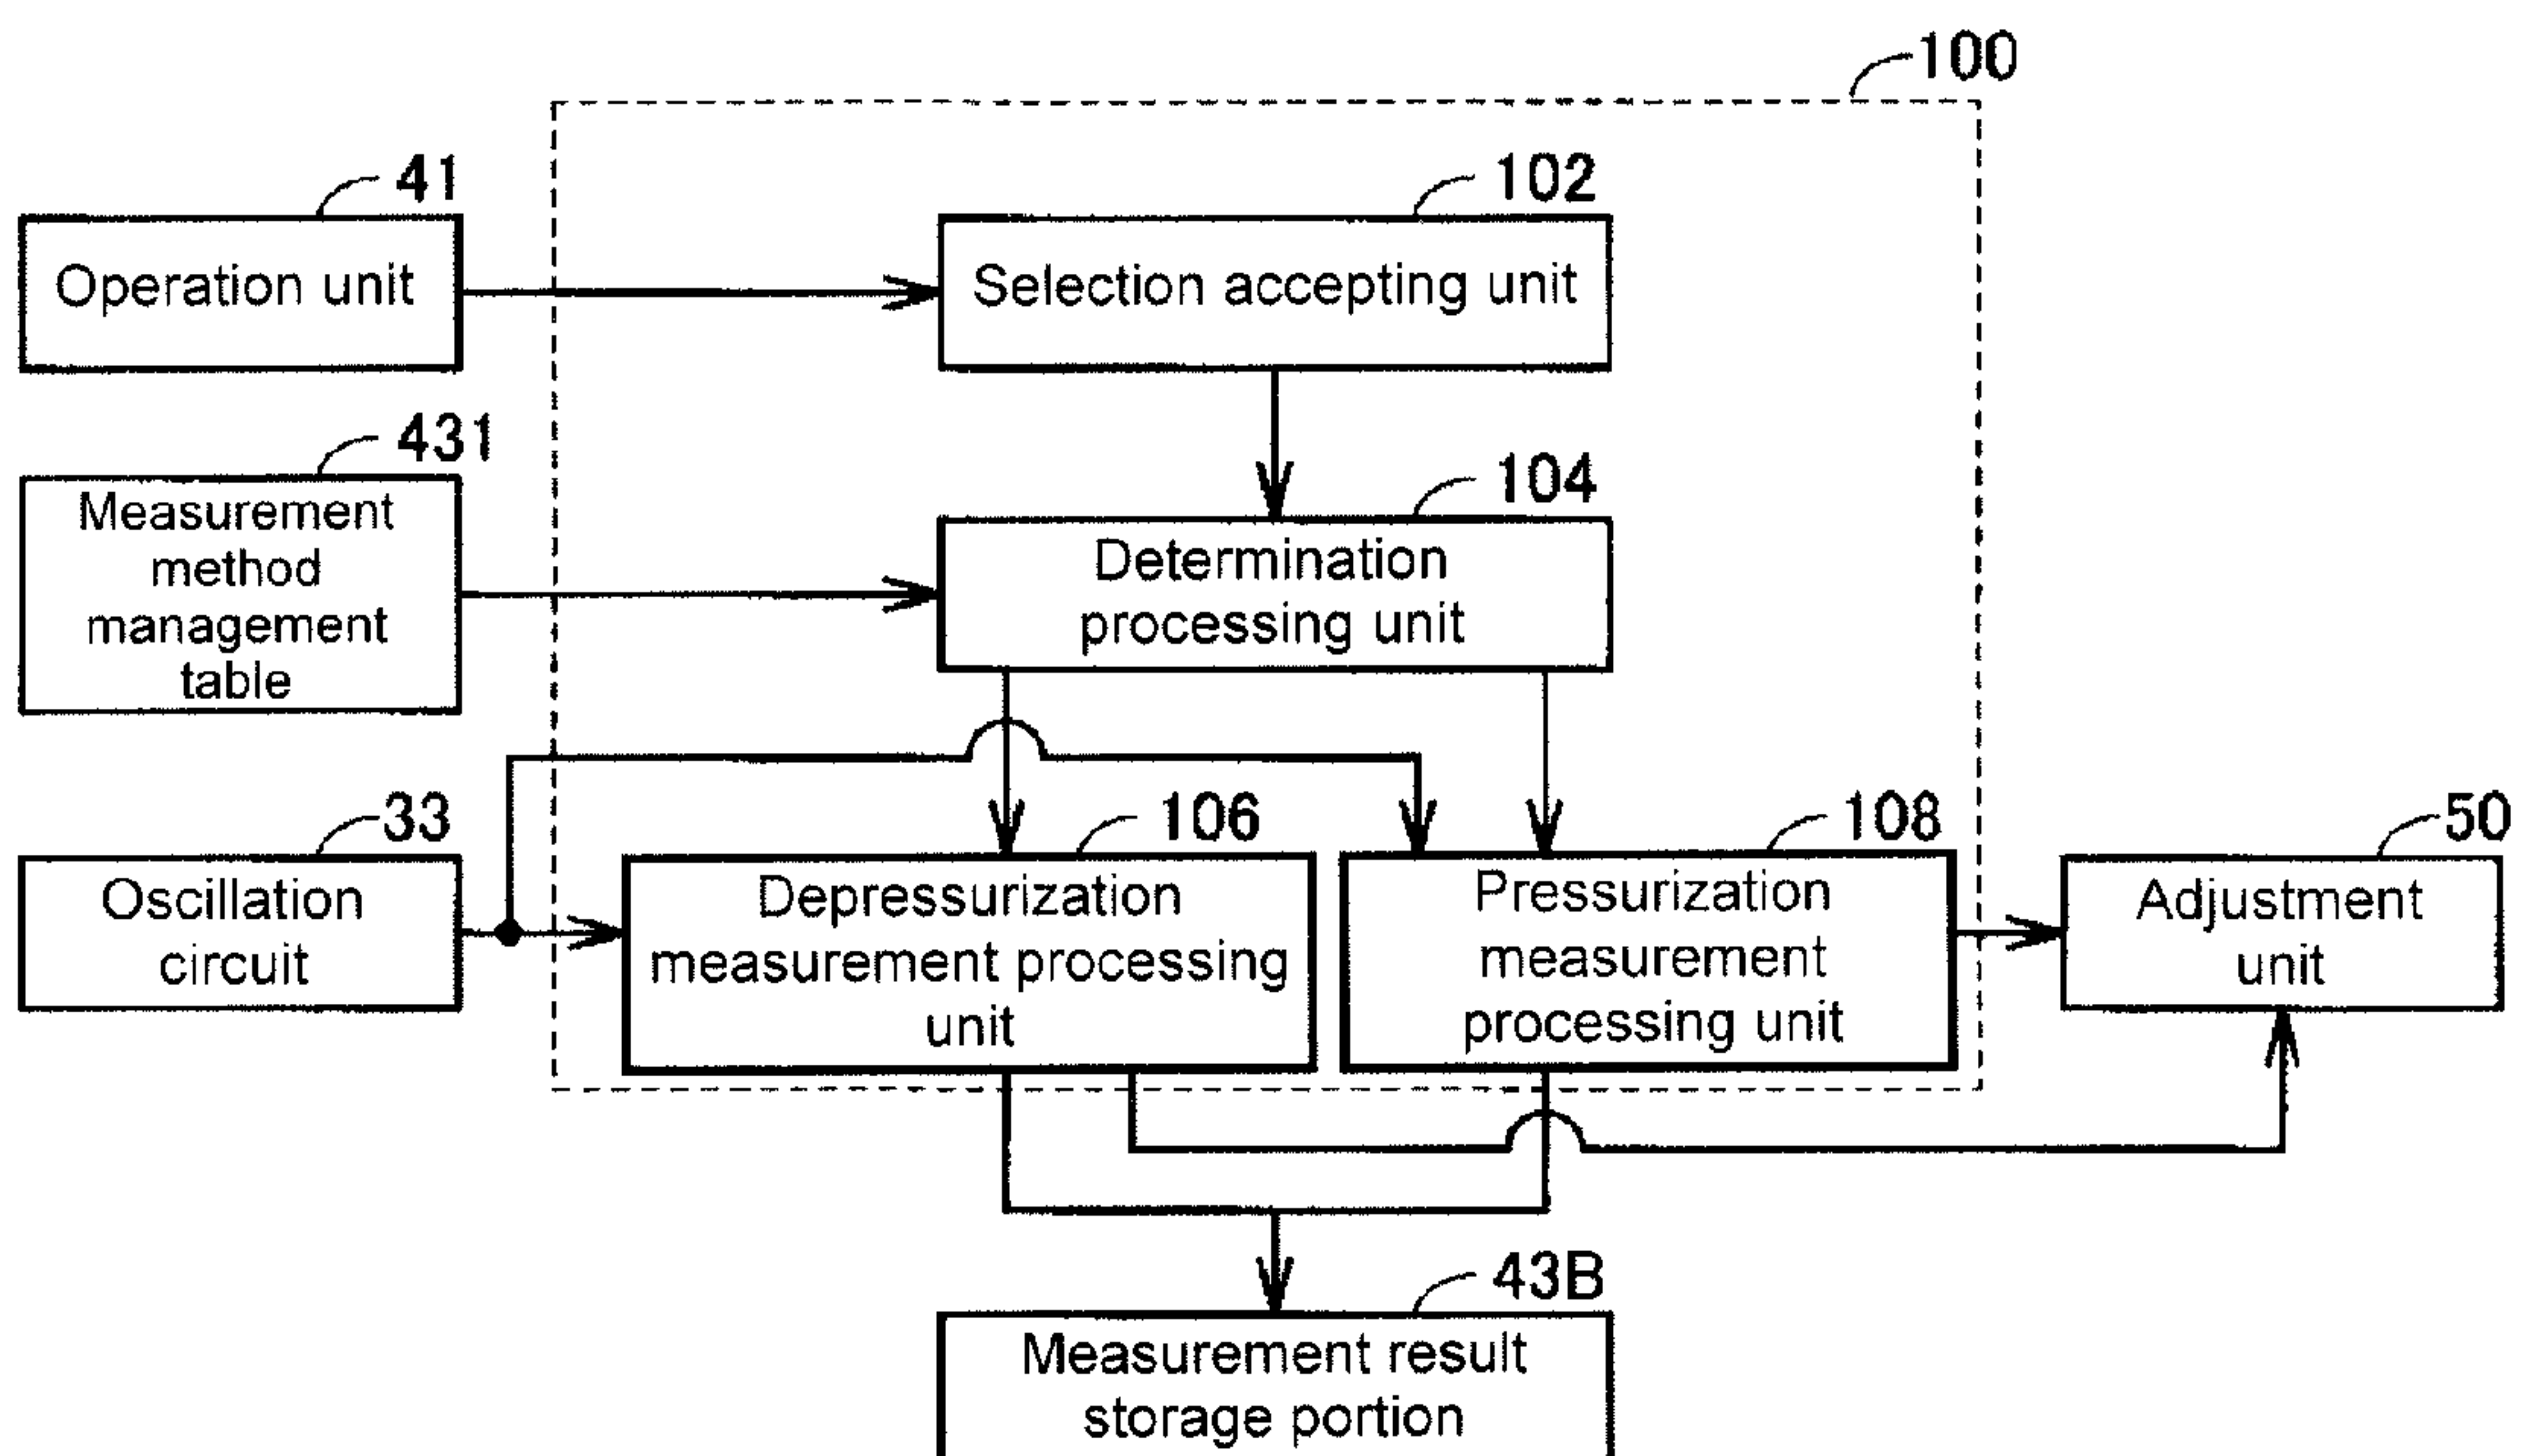 100
41
102
Operation unit
Selection accepting unit
431
104
Measurement
method
management
table
Determination
processing unit
33
106
108
50
Oscillation
circuit
Depressurization
measurement processing
unit
Pressurization
measurement
processing unit
Adjustment
unit
43B
Measurement result
storage portion